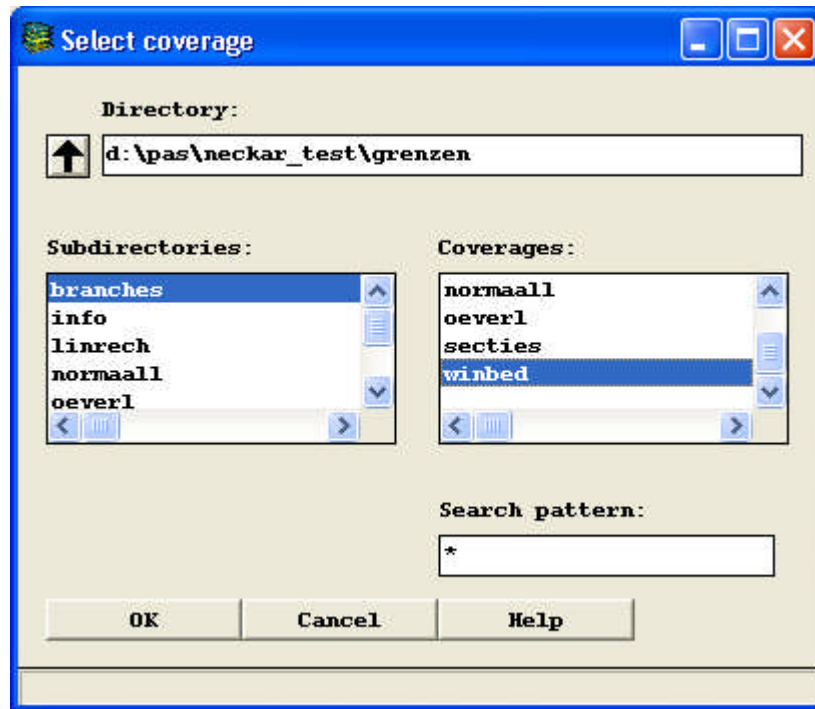 Select coverage
Directory:
d:\pas\neckar_test\grenzen
Subdirectories:
branches
info
linrech
normaall
oeverl
Coverages:
normaall
oeverl
secties
winbed
Search pattern:
*
OK Cancel Help